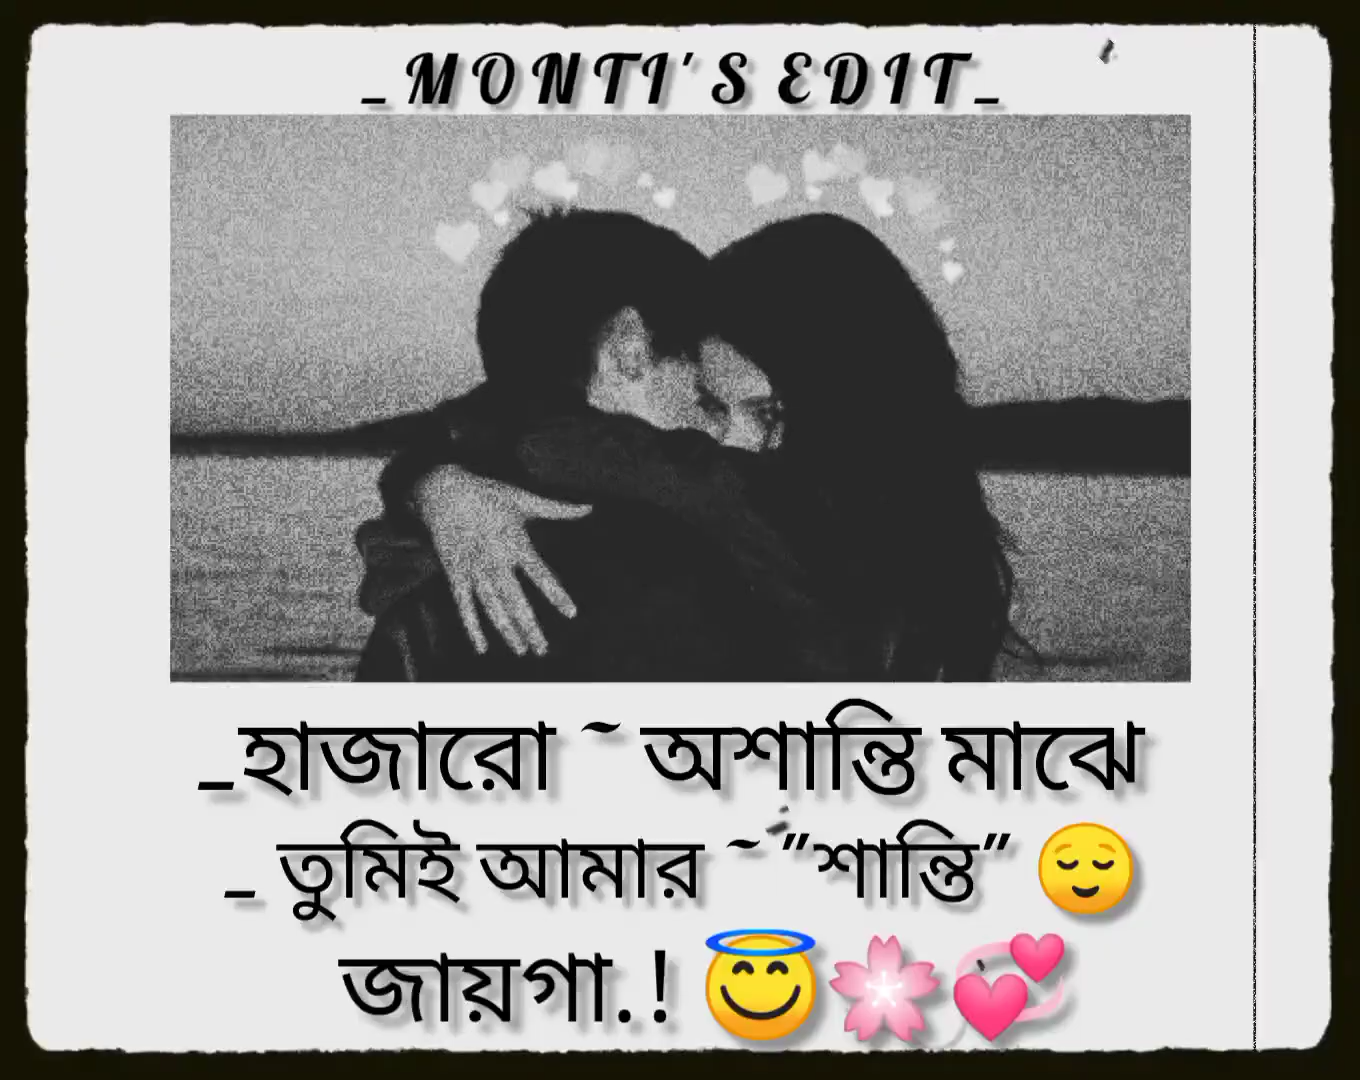 _MONTI'S EDIT_
_হাজারো ~ অশান্তি মাঝে
_ তুমিই আমার ~ "শান্তি" 😌
জায়গা.! 😇🌸💞